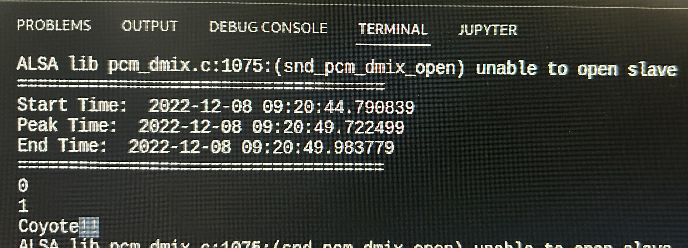 PROBLEMS OUTPUT DEBUG CONSOLE TERMINAL JUPYTER
ALSA lib pcm_dmix.c:1075:(snd_pcm_dmix_open) unable to open slave
=====================================
Start Time:  2022-12-08 09:20:44.790839
Peak Time:  2022-12-08 09:20:49.722499
End Time:  2022-12-08 09:20:49.983779
=====================================
0
1
Coyote
ALSA lib pcm_dmix.c:1075:(snd_pcm_dmix_open) unable to open slave